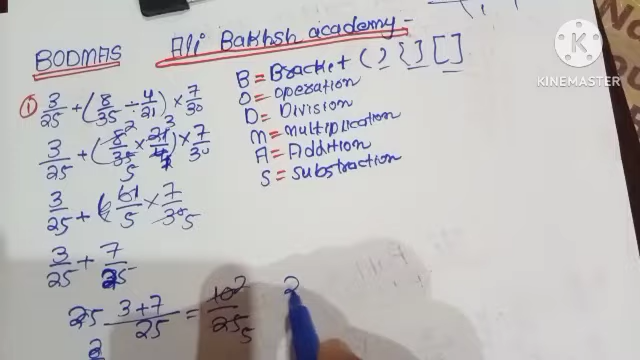 Ali Bakhsh academy
BODMAS
B = Bracket ( ) { } [ ]
O = operation
D = Division
M = multiplication
A = Addition
S = substraction
KINEMASTER
① 3/25 + (8/35 ÷ 4/21) × 7/30
3/25 + (8/35 × 21/4) × 7/30
3/25 + 6/5 × 7/30
3/25 + 7/25
25 3+7/25 = 10/25
2